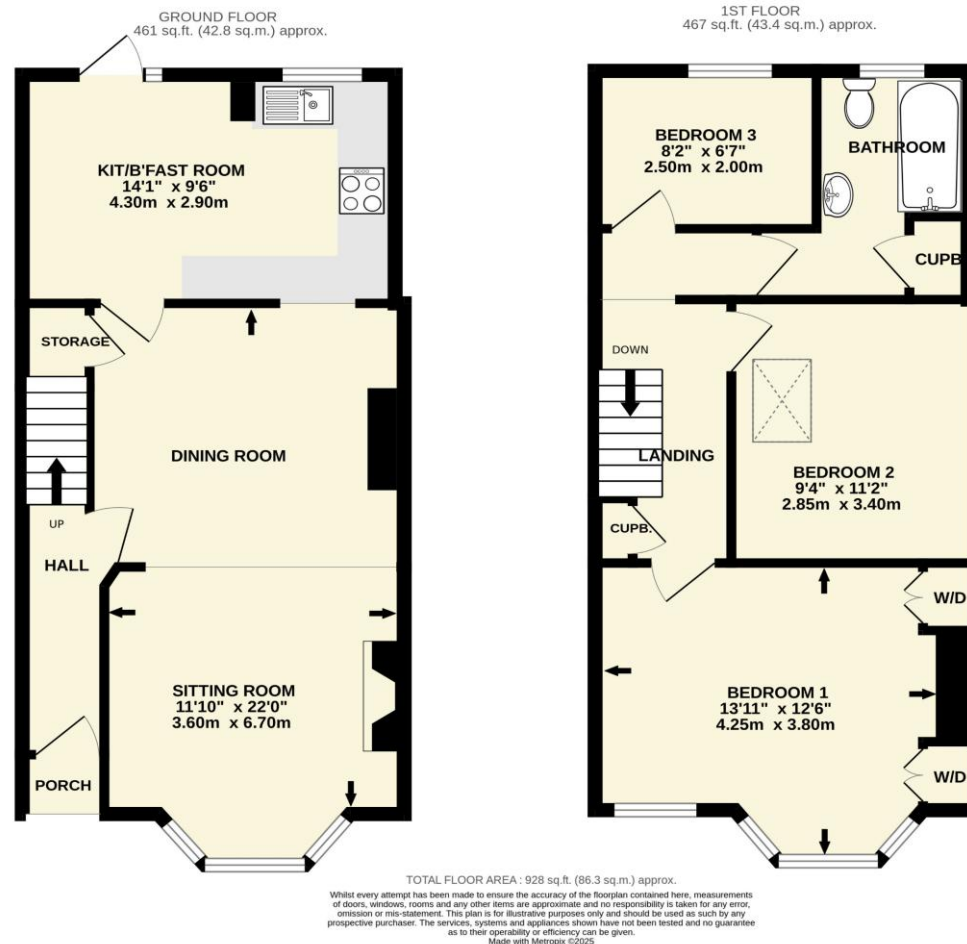 GROUND FLOOR
461 sq.ft. (42.8 sq.m.) approx.
KIT/B'FAST ROOM
14'1" x 9'6"
4.30m x 2.90m
STORAGE
DINING ROOM
UP
HALL
SITTING ROOM
11'10" x 22'0"
3.60m x 6.70m
PORCH
1ST FLOOR
467 sq.ft. (43.4 sq.m.) approx.
BEDROOM 3
8'2" x 6'7"
2.50m x 2.00m
BATHROOM
CUPB
DOWN
LANDING
BEDROOM 2
9'4" x 11'2"
2.85m x 3.40m
CUPB.
W/D
BEDROOM 1
13'11" x 12'6"
4.25m x 3.80m
W/D
TOTAL FLOOR AREA : 928 sq.ft. (86.3 sq.m.) approx.
Whilst every attempt has been made to ensure the accuracy of the floorplan contained here, measurements
of doors, windows, rooms and any other items are approximate and no responsibility is taken for any error,
omission or mis-statement. This plan is for illustrative purposes only and should be used as such by any
prospective purchaser. The services, systems and appliances shown have not been tested and no guarantee
as to their operability or efficiency can be given.
Made with Metropix ©2025